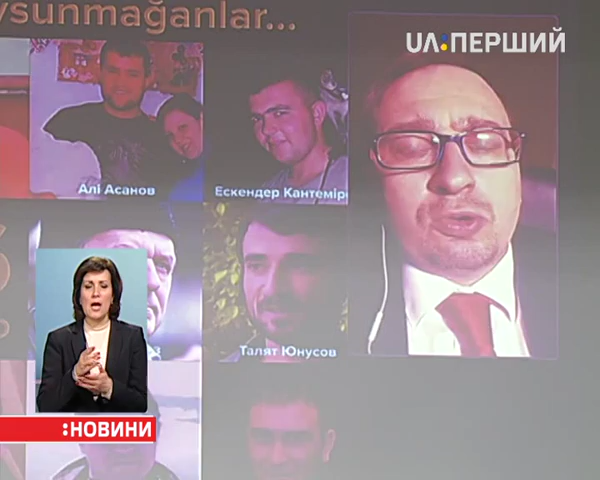 ysunmağanlar...
UA:ПЕРШИЙ
Алі Асанов
Ескендер Кантемір
Талят Юнусов
:НОВИНИ